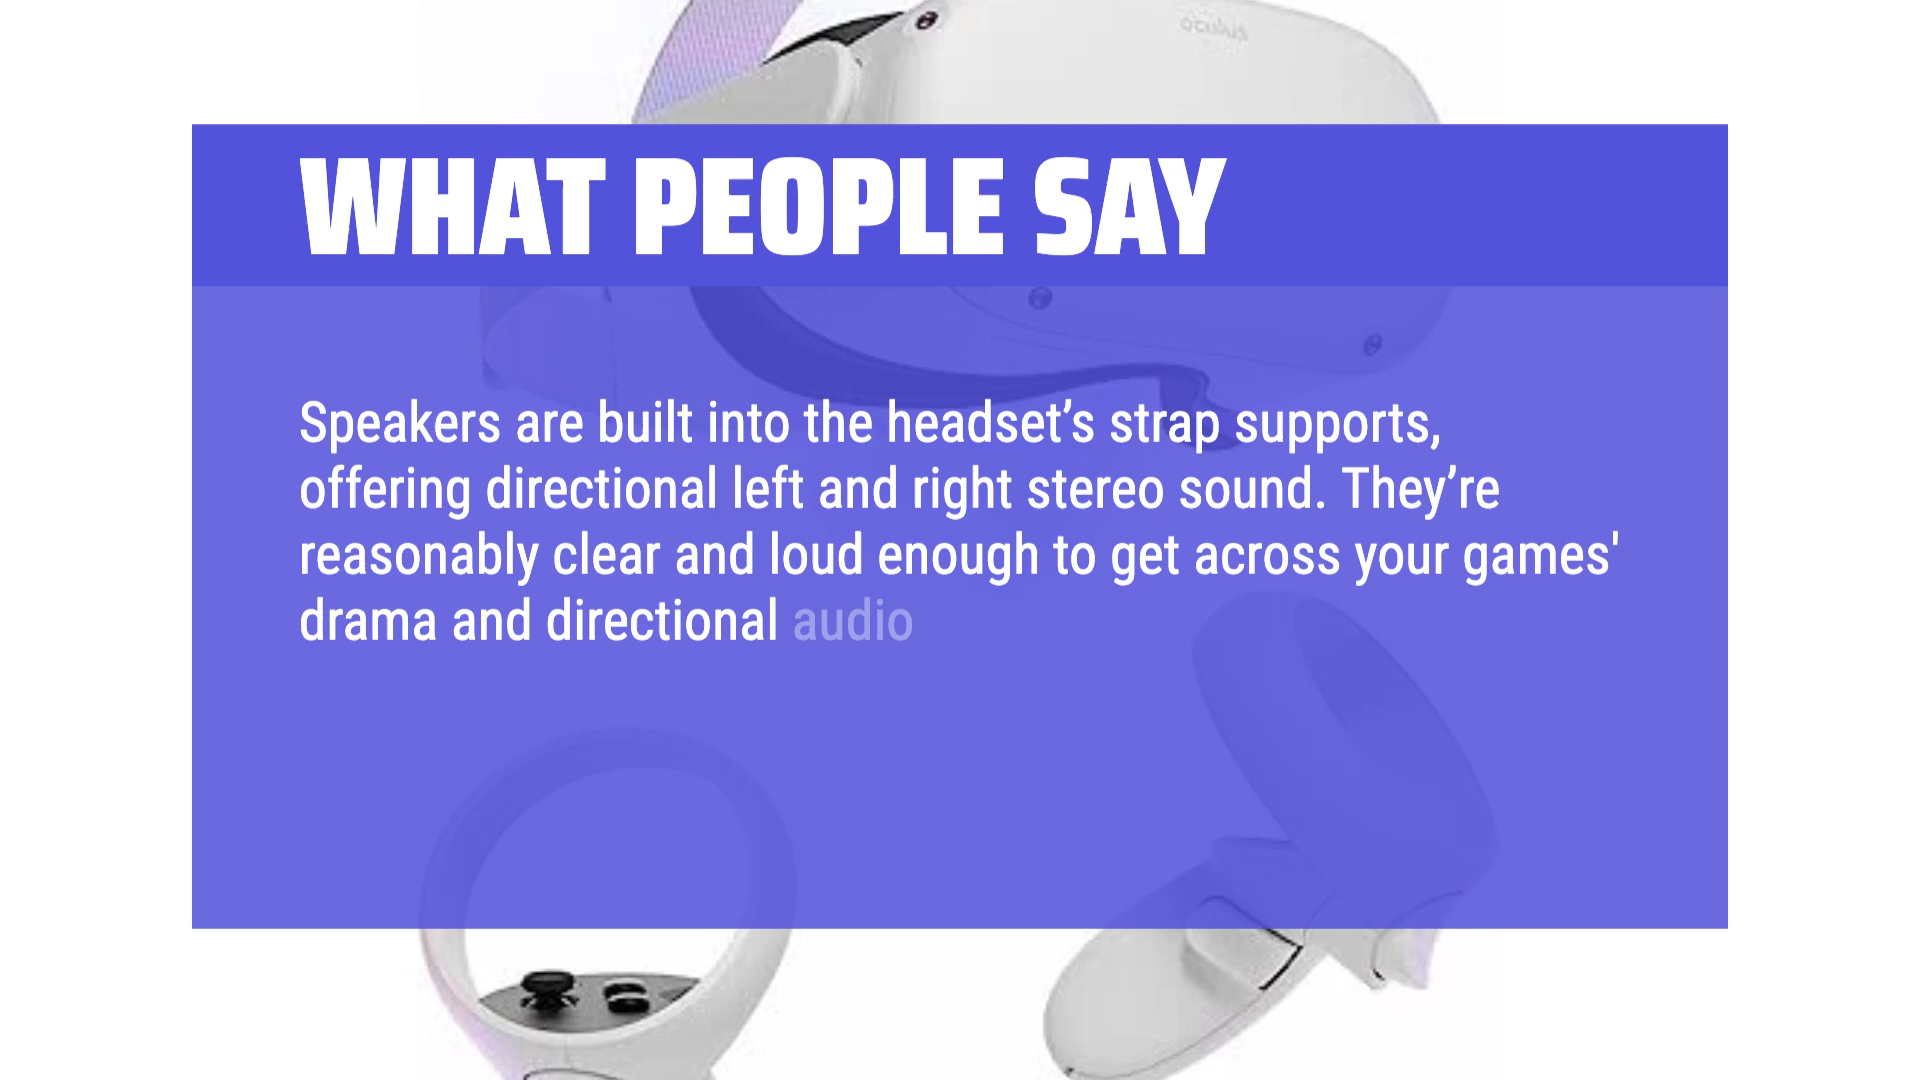 oculus
WHAT PEOPLE SAY
Speakers are built into the headset’s strap supports,
offering directional left and right stereo sound. They’re
reasonably clear and loud enough to get across your games'
drama and directional audio